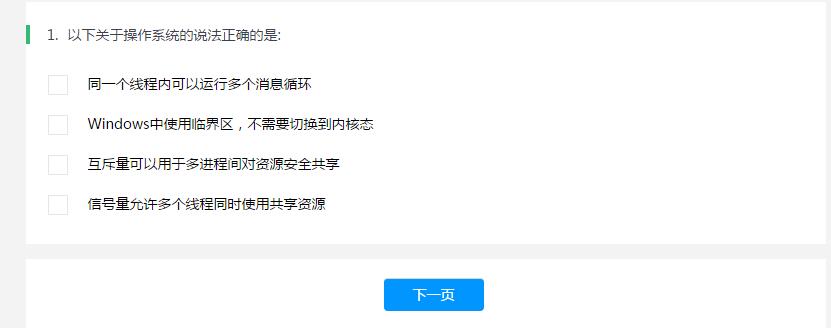 1. 以下关于操作系统的说法正确的是:
同一个线程内可以运行多个消息循环
Windows中使用临界区，不需要切换到内核态
互斥量可以用于多进程间对资源安全共享
信号量允许多个线程同时使用共享资源
下一页